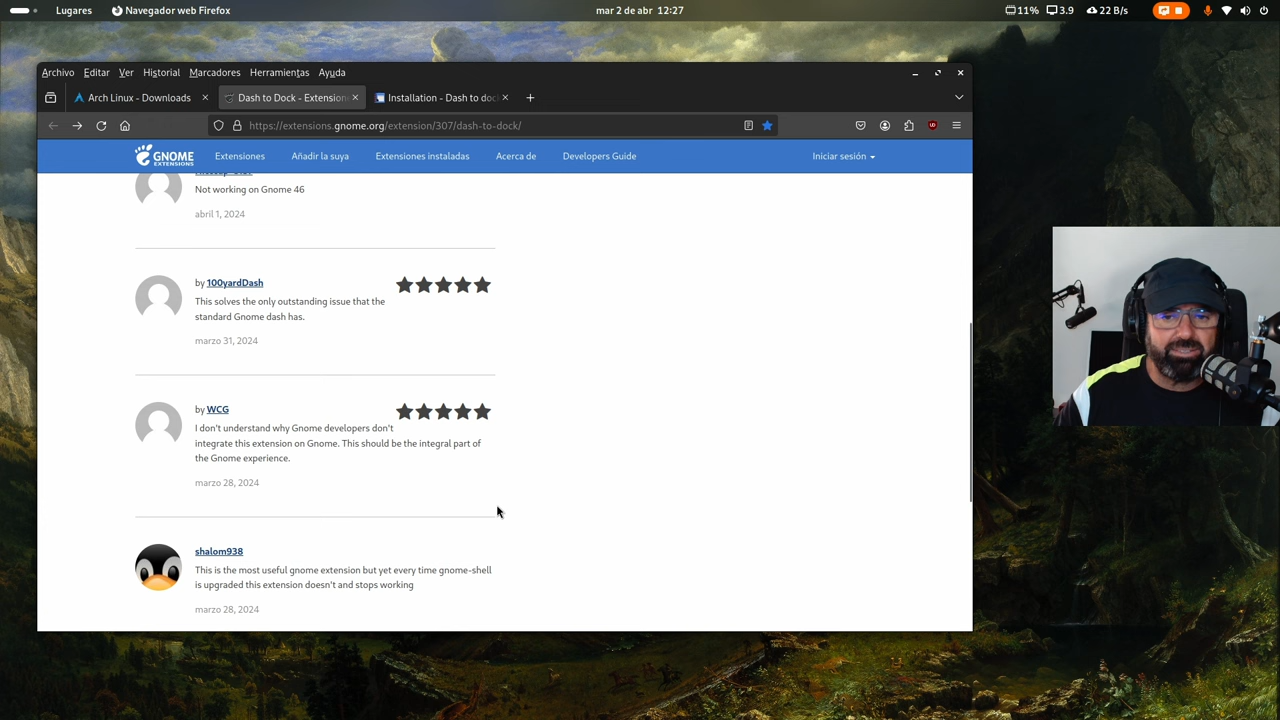 Lugares
Navegador web Firefox
mar 2 de abr 12:27
11%
3.9
22 B/s
Archivo Editar Ver Historial Marcadores Herramientas Ayuda
Arch Linux - Downloads
Dash to Dock - Extension
Installation - Dash to doc
https://extensions.gnome.org/extension/307/dash-to-dock/
GNOME
EXTENSIONS
Extensiones
Añadir la suya
Extensiones instaladas
Acerca de
Developers Guide
Iniciar sesión
Not working on Gnome 46
abril 1, 2024
by 100yardDash
This solves the only outstanding issue that the
standard Gnome dash has.
marzo 31, 2024
by WCG
I don't understand why Gnome developers don't
integrate this extension on Gnome. This should be the integral part of
the Gnome experience.
marzo 28, 2024
shalom938
This is the most useful gnome extension but yet every time gnome-shell
is upgraded this extension doesn't and stops working
marzo 28, 2024